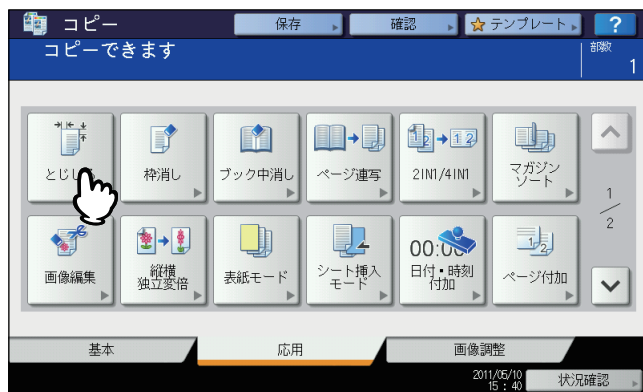 コピー
保存
確認
テンプレート
?
コピーできます
部数
1
とじ
枠消し
ブック中消し
ページ連写
2IN1/4IN1
マガジン
ソート
1
2
画像編集
縦横
独立変倍
表紙モード
シート挿入
モード
00:00
日付・時刻
付加
ページ付加
基本
応用
画像調整
2011/05/10
15:40
状況確認